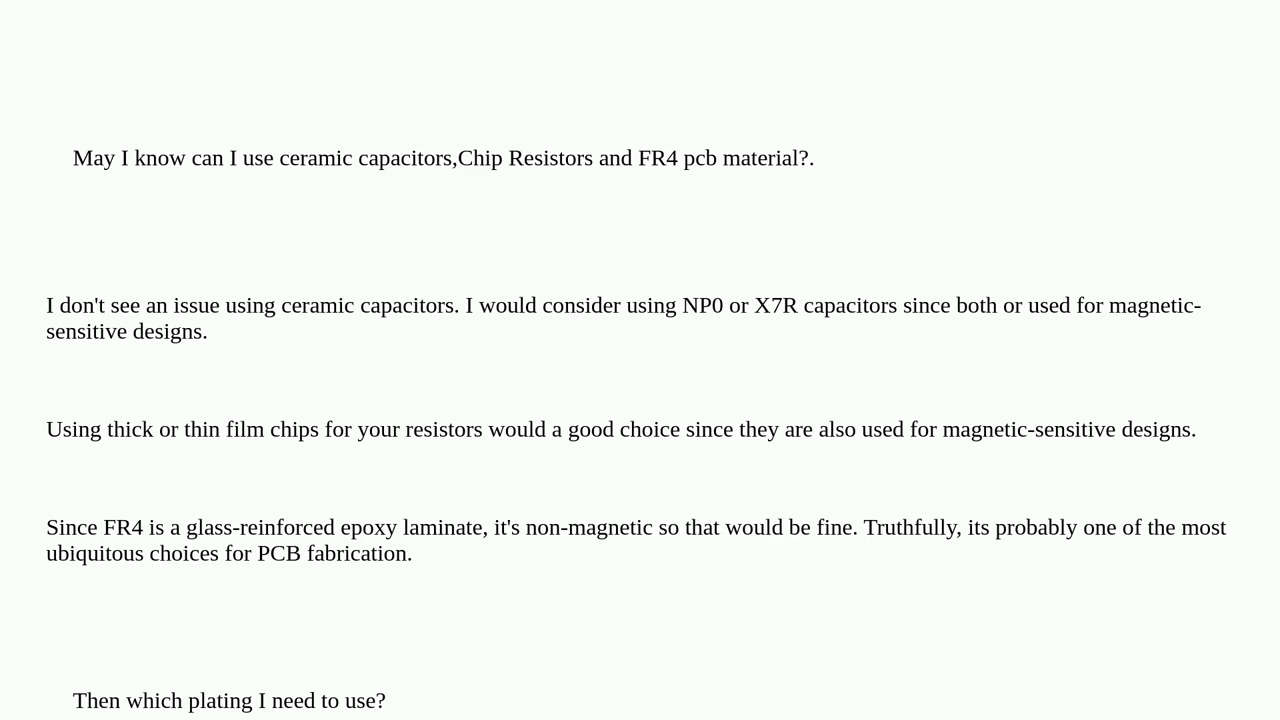 May I know can I use ceramic capacitors,Chip Resistors and FR4 pcb material?.
I don't see an issue using ceramic capacitors. I would consider using NP0 or X7R capacitors since both or used for magnetic-
sensitive designs.
Using thick or thin film chips for your resistors would a good choice since they are also used for magnetic-sensitive designs.
Since FR4 is a glass-reinforced epoxy laminate, it's non-magnetic so that would be fine. Truthfully, its probably one of the most
ubiquitous choices for PCB fabrication.
Then which plating I need to use?